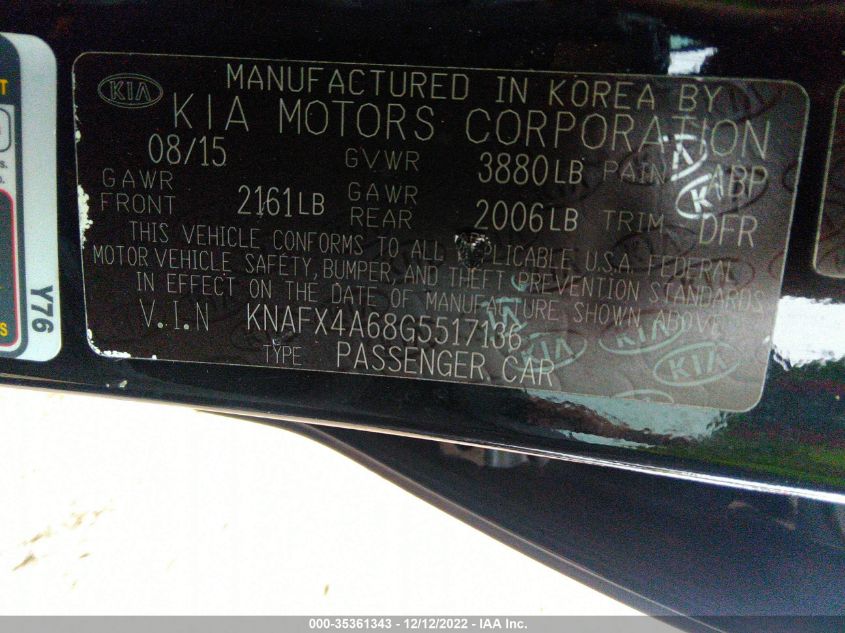 KIA
MANUFACTURED IN KOREA BY
KIA MOTORS CORPORATION
08/15 GVWR 3880LB PAINT ABP
GAWR FRONT 2161LB GAWR REAR 2006LB TRIM DFR
THIS VEHICLE CONFORMS TO ALL APPLICABLE U.S.A. FEDERAL
MOTOR VEHICLE SAFETY, BUMPER, AND THEFT PREVENTION STANDARDS
IN EFFECT ON THE DATE OF MANUFACTURE SHOWN ABOVE
V.I.N KNAFX4A68G5517136
TYPE PASSENGER CAR
Y76
000-35361343 - 12/12/2022 - IAA Inc.